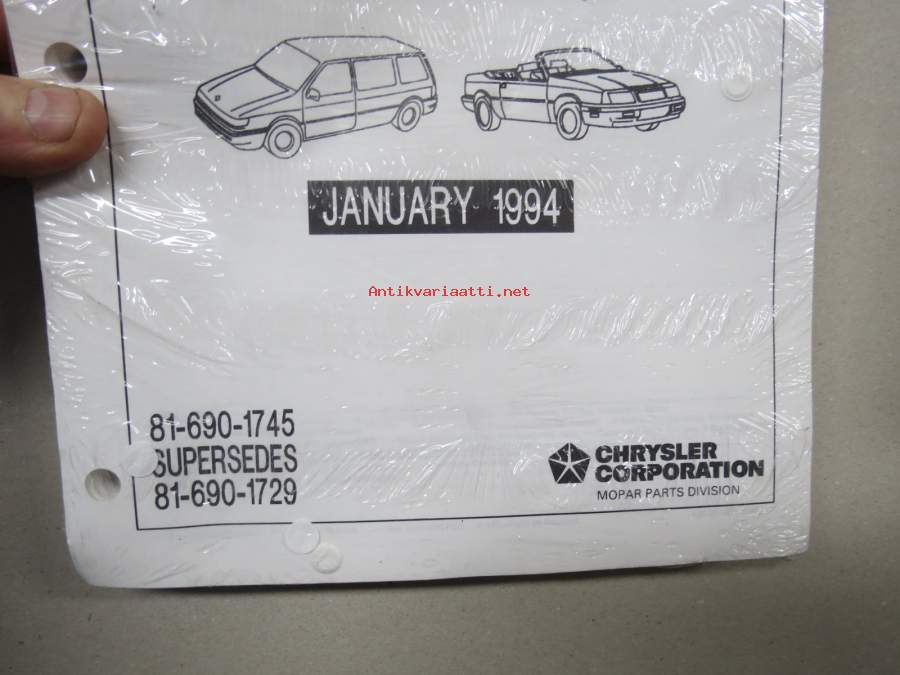 JANUARY 1994
Antikvariaatti.net
81-690-1745
SUPERSEDES
81-690-1729
CHRYSLER
CORPORATION
MOPAR PARTS DIVISION